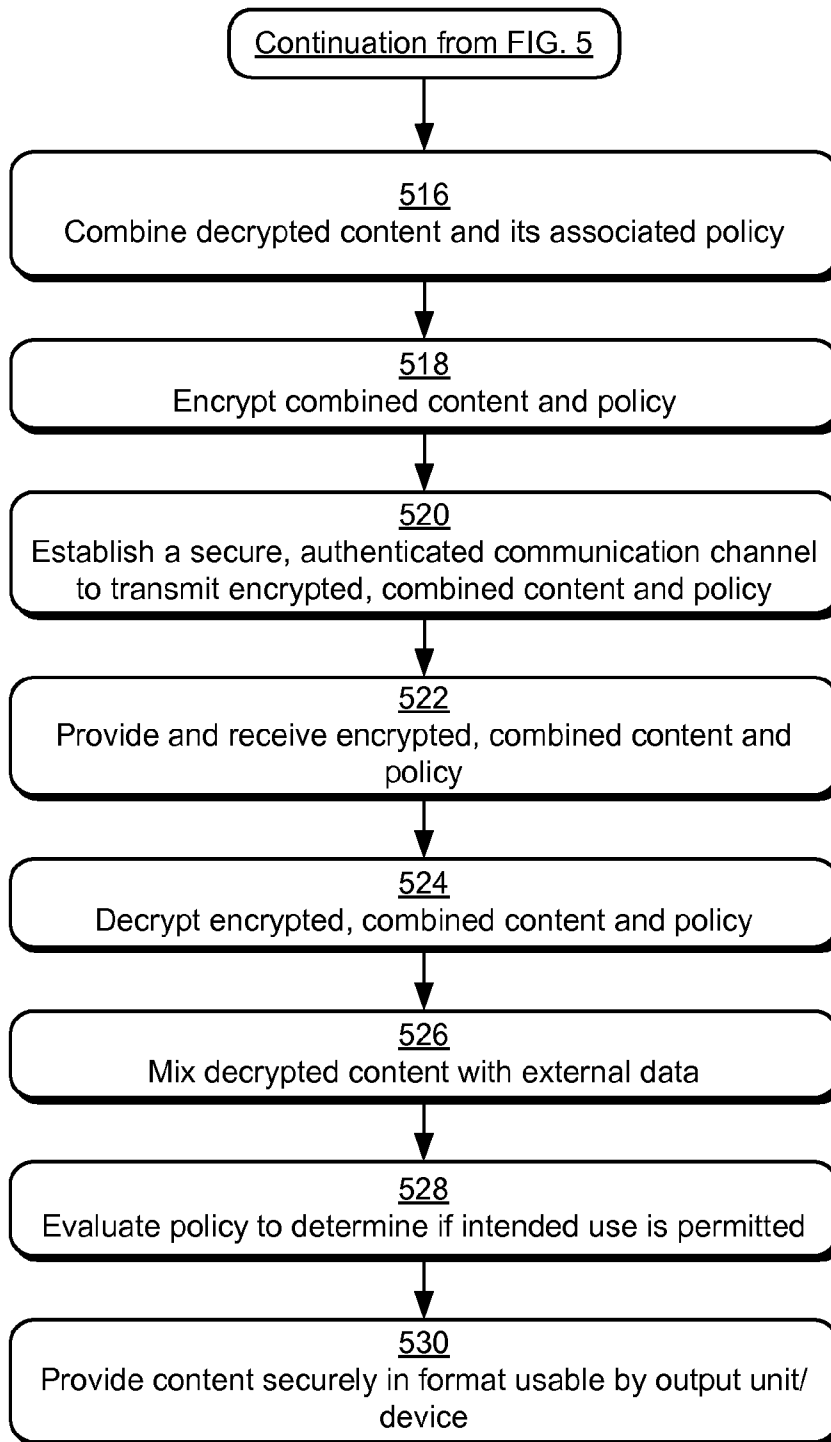 Continuation from FIG. 5
516
Combine decrypted content and its associated policy
518
Encrypt combined content and policy
520
Establish a secure, authenticated communication channel
to transmit encrypted, combined content and policy
522
Provide and receive encrypted, combined content and
policy
524
Decrypt encrypted, combined content and policy
526
Mix decrypted content with external data
528
Evaluate policy to determine if intended use is permitted
530
Provide content securely in format usable by output unit/
device